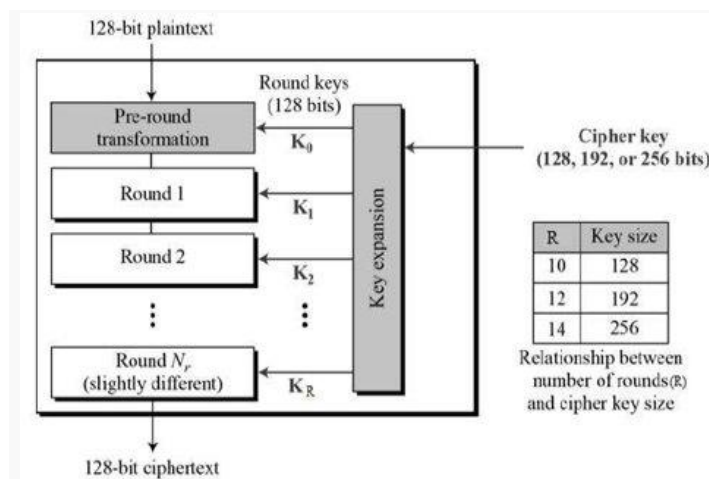 128-bit plaintext
Round keys
(128 bits)
Pre-round
transformation
K0
Cipher key
(128, 192, or 256 bits)
Round 1
K1
Round 2
K2
Key expansion
Round Nr
(slightly different)
KR
128-bit ciphertext
R Key size
10 128
12 192
14 256
Relationship between
number of rounds(R)
and cipher key size